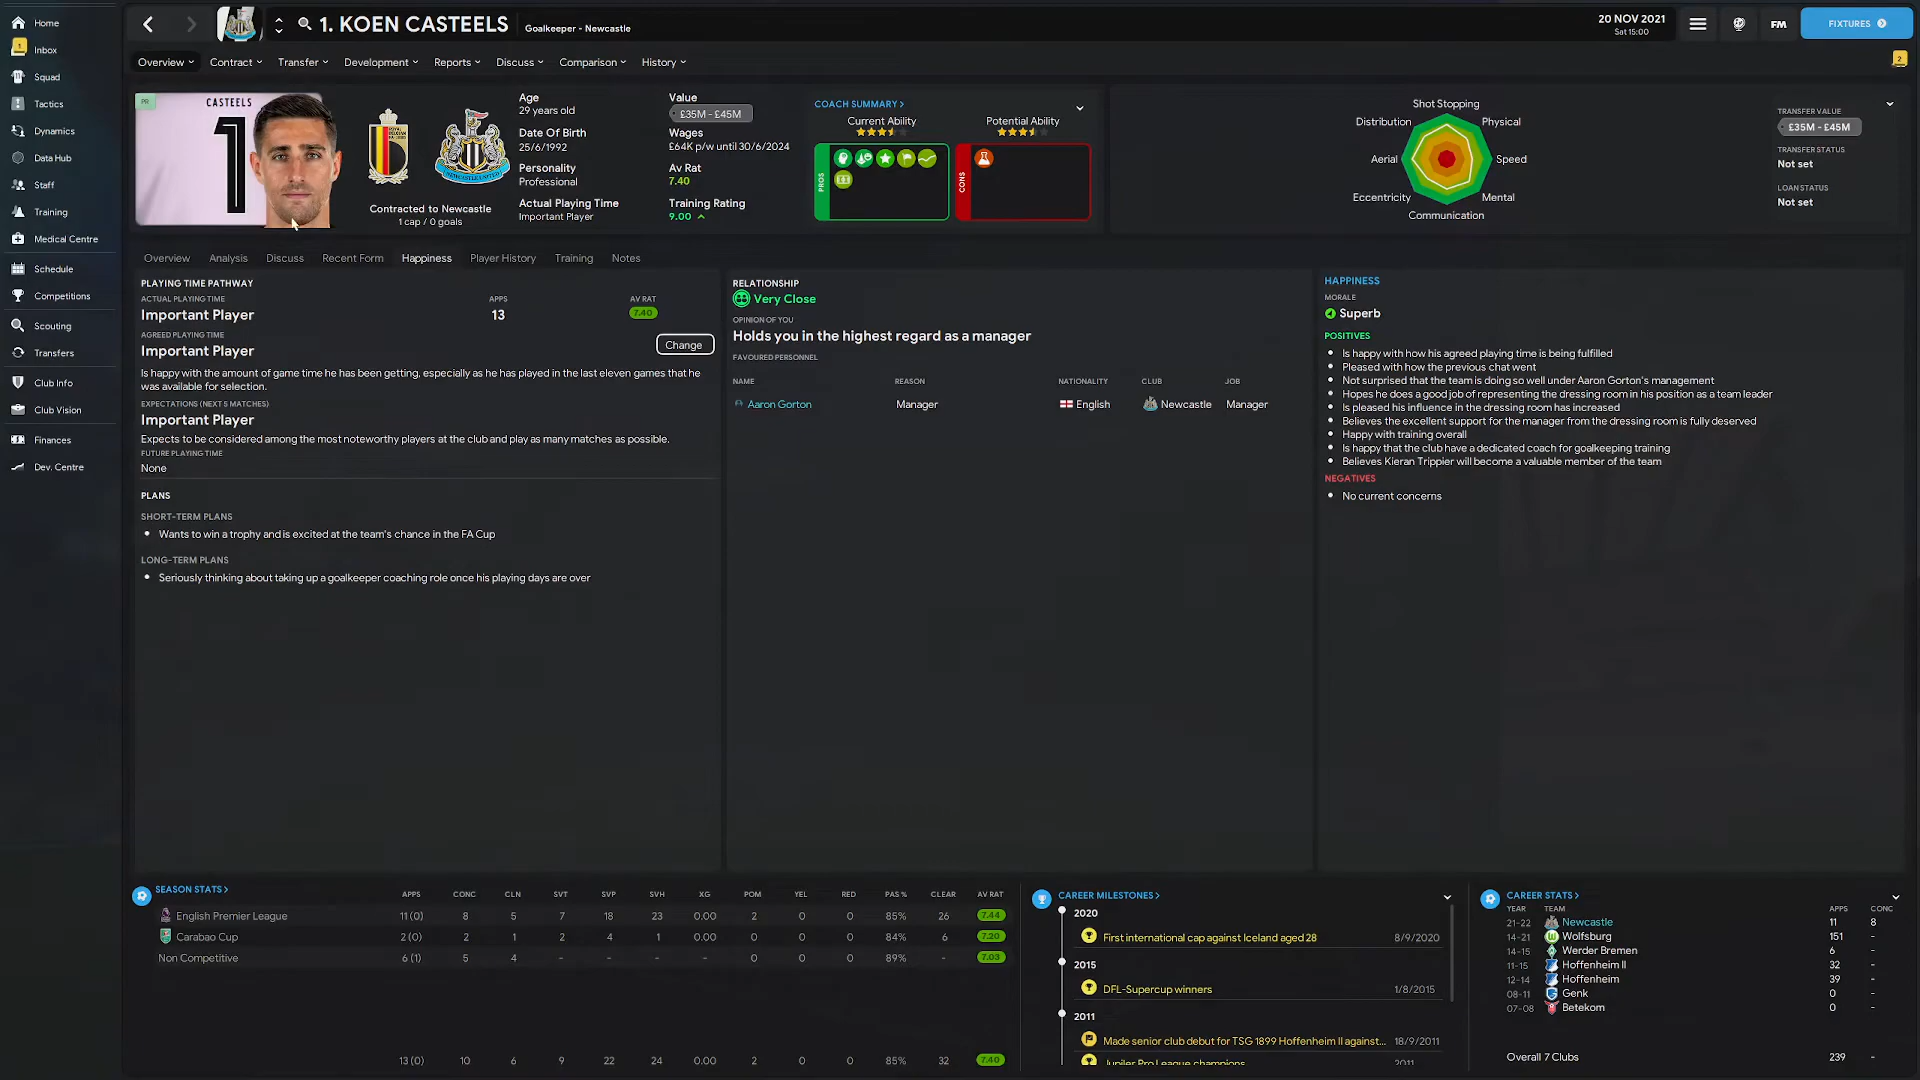 Home
1
Inbox
Squad
Tactics
Dynamics
Data Hub
Staff
Training
Medical Centre
Schedule
Competitions
Scouting
Transfers
Club Info
Club Vision
Finances
Dev. Centre
1. KOEN CASTEELS
Goalkeeper - Newcastle
20 NOV 2021
Sat 15:00
FM
FIXTURES
Overview
Contract
Transfer
Development
Reports
Discuss
Comparison
History
2
PR
CASTEELS
1
Contracted to Newcastle
1 cap / 0 goals
Age
29 years old
Date Of Birth
25/6/1992
Personality
Professional
Actual Playing Time
Important Player
Value
£35M - £45M
Wages
£64K p/w until 30/6/2024
Av Rat
7.40
Training Rating
9.00
COACH SUMMARY >
Current Ability
Potential Ability
PROS
CONS
Shot Stopping
Distribution
Physical
Aerial
Speed
Eccentricity
Mental
Communication
TRANSFER VALUE
£35M - £45M
TRANSFER STATUS
Not set
LOAN STATUS
Not set
Overview
Analysis
Discuss
Recent Form
Happiness
Player History
Training
Notes
PLAYING TIME PATHWAY
ACTUAL PLAYING TIME
APPS
AV RAT
Important Player
13
7.40
AGREED PLAYING TIME
Important Player
Change
Is happy with the amount of game time he has been getting, especially as he has played in the last eleven games that he
was available for selection.
EXPECTATIONS (NEXT 5 MATCHES)
Important Player
Expects to be considered among the most noteworthy players at the club and play as many matches as possible.
FUTURE PLAYING TIME
None
PLANS
SHORT-TERM PLANS
Wants to win a trophy and is excited at the team's chance in the FA Cup
LONG-TERM PLANS
Seriously thinking about taking up a goalkeeper coaching role once his playing days are over
RELATIONSHIP
Very Close
OPINION OF YOU
Holds you in the highest regard as a manager
FAVOURED PERSONNEL
NAME
REASON
NATIONALITY
CLUB
JOB
Aaron Gorton
Manager
English
Newcastle
Manager
HAPPINESS
MORALE
Superb
POSITIVES
Is happy with how his agreed playing time is being fulfilled
Pleased with how the previous chat went
Not surprised that the team is doing so well under Aaron Gorton's management
Hopes he does a good job of representing the dressing room in his position as a team leader
Is pleased his influence in the dressing room has increased
Believes the excellent support for the manager from the dressing room is fully deserved
Happy with training overall
Is happy that the club have a dedicated coach for goalkeeping training
Believes Kieran Trippier will become a valuable member of the team
NEGATIVES
No current concerns
SEASON STATS >
APPS CONC CLN SVT SVP SVH XG POM YEL RED PAS % CLEAR AV RAT
English Premier League 11 (0) 8 5 7 18 23 0.00 2 0 0 85% 26 7.44
Carabao Cup 2 (0) 2 1 2 4 1 0.00 0 0 0 84% 6 7.20
Non Competitive 6 (1) 5 4 - - - - 0 0 0 89% - 7.03
13 (0) 10 6 9 22 24 0.00 2 0 0 85% 32 7.40
CAREER MILESTONES >
2020
First international cap against Iceland aged 28 8/9/2020
2015
DFL-Supercup winners 1/8/2015
2011
Made senior club debut for TSG 1899 Hoffenheim II against... 18/9/2011
Jupiler Pro League champions 2011
CAREER STATS >
YEAR TEAM APPS CONC
21-22 Newcastle 11 8
14-21 Wolfsburg 151 -
14-15 Werder Bremen 6 -
11-15 Hoffenheim II 32 -
12-14 Hoffenheim 39 -
08-11 Genk 0 -
07-08 Betekom 0 -
Overall 7 Clubs 239 -